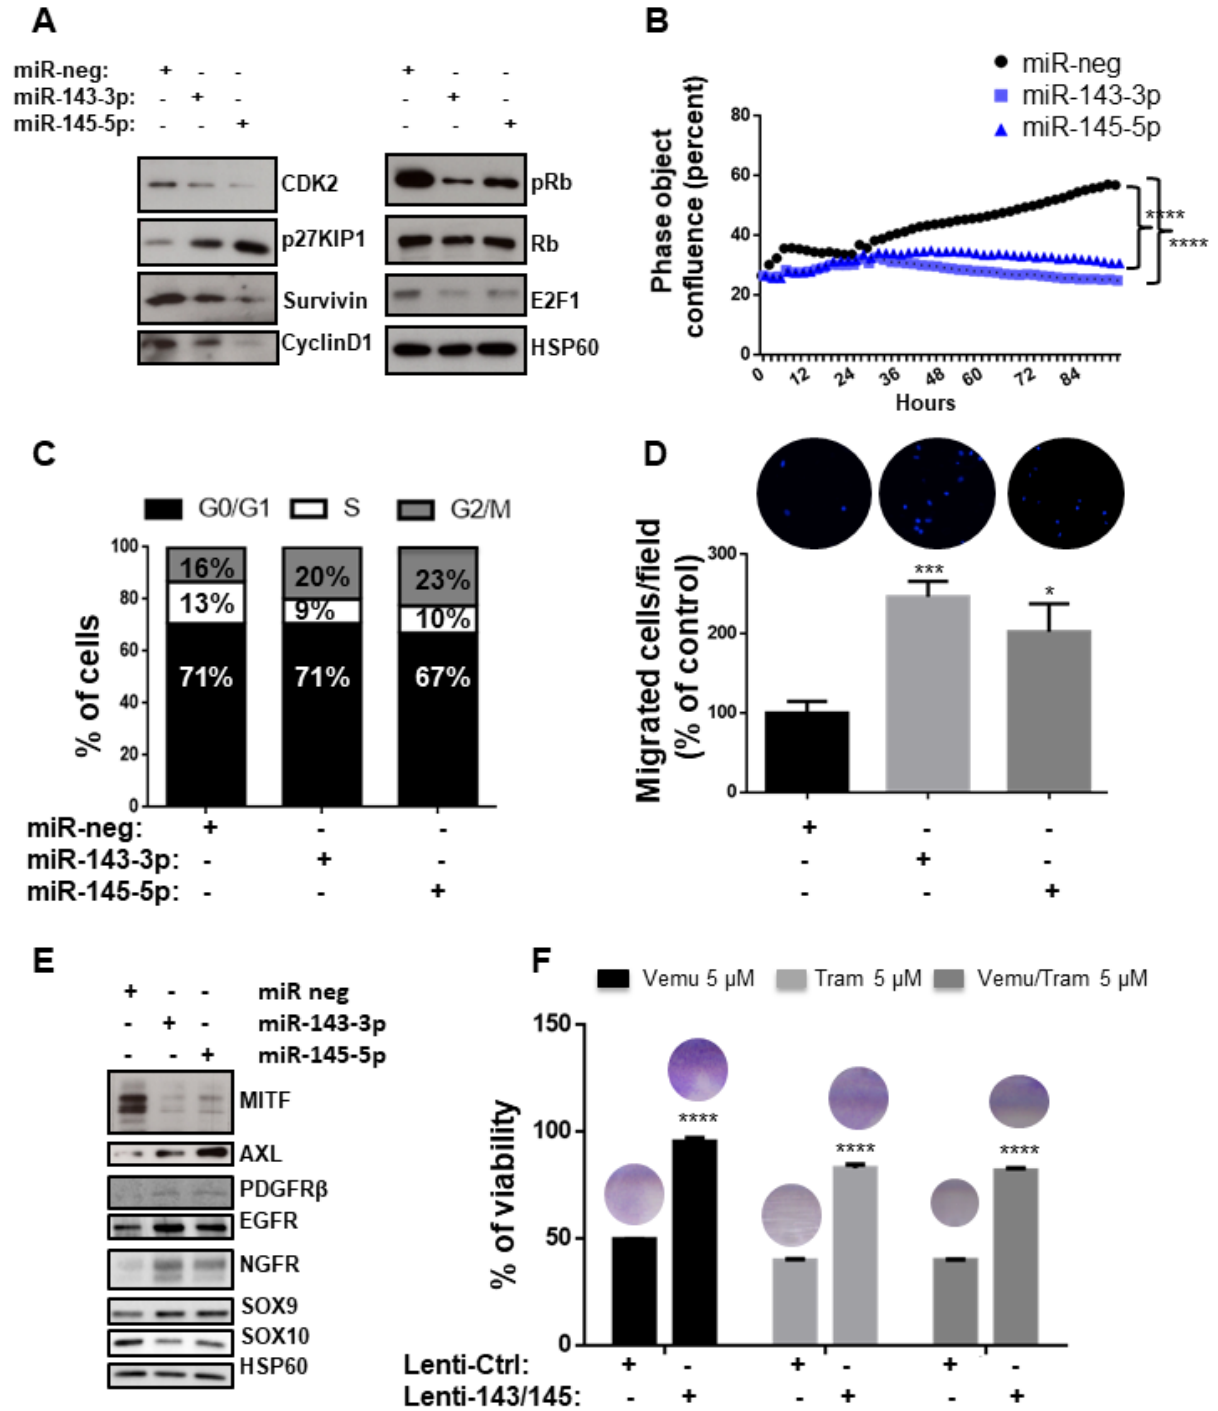 A
miR-neg: + - -
miR-143-3p: - + -
miR-145-5p: - - +
+ - -
- + -
- - +
CDK2
p27KIP1
Survivin
CyclinD1
pRb
Rb
E2F1
HSP60
B
miR-neg
miR-143-3p
miR-145-5p
Phase object
confluence (percent)
80
60
40
20
0
0 12 24 36 48 60 72 84
Hours
****
****
C
G0/G1 S G2/M
% of cells
100
80
60
40
20
0
16% 20% 23%
13% 9% 10%
71% 71% 67%
miR-neg: + - -
miR-143-3p: - + -
miR-145-5p: - - +
D
Migrated cells/field
(% of control)
300
200
100
0
*** *
+ - -
- + -
- - +
E
+ - - miR neg
- + - miR-143-3p
- - + miR-145-5p
MITF
AXL
PDGFRβ
EGFR
NGFR
SOX9
SOX10
HSP60
F
Vemu 5 µM Tram 5 µM Vemu/Tram 5 µM
% of viability
150
100
50
0
**** **** ****
Lenti-Ctrl: + - + - + -
Lenti-143/145: - + - + - +